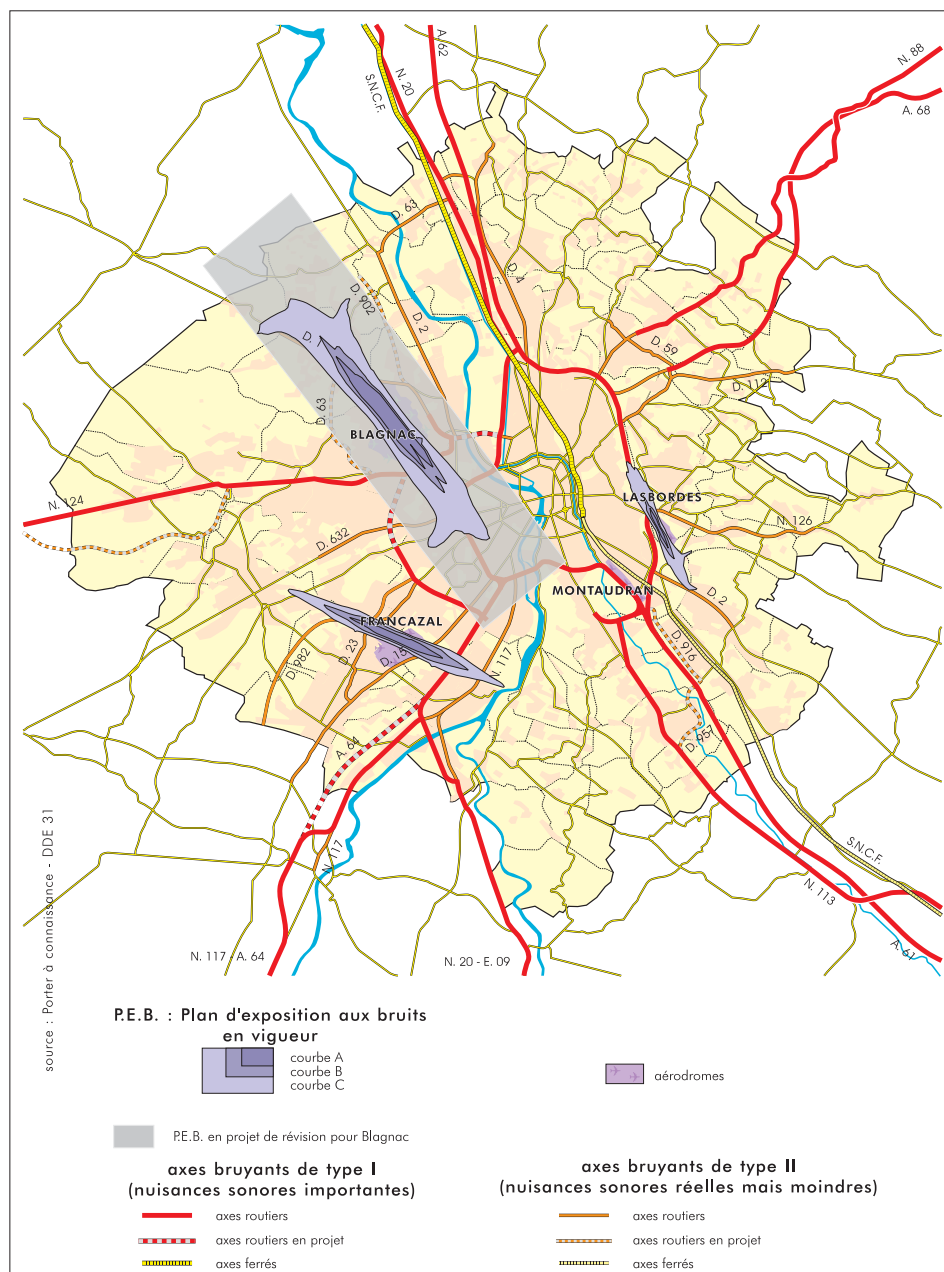 A. 62
N. 20
S.N.C.F.
N. 88
A. 68
D. 63
D. 4
D. 902
D. 2
D. 1
D. 59
D. 112
D. 63
BLAGNAC
N. 124
LASBORDES
N. 126
D. 632
MONTAUDRAN
D. 2
FRANCAZAL
D. 982
D. 23
D. 15
N. 117
D. 916
D. 957
A. 64
N. 117
S.N.C.F.
N. 113
A. 61
N. 117 - A. 64
N. 20 - E. 09
source : Porter à connaissance - DDE 31
P.E.B. : Plan d'exposition aux bruits
en vigueur
courbe A
courbe B
courbe C
aérodromes
P.E.B. en projet de révision pour Blagnac
axes bruyants de type I
(nuisances sonores importantes)
axes routiers
axes routiers en projet
axes ferrés
axes bruyants de type II
(nuisances sonores réelles mais moindres)
axes routiers
axes routiers en projet
axes ferrés